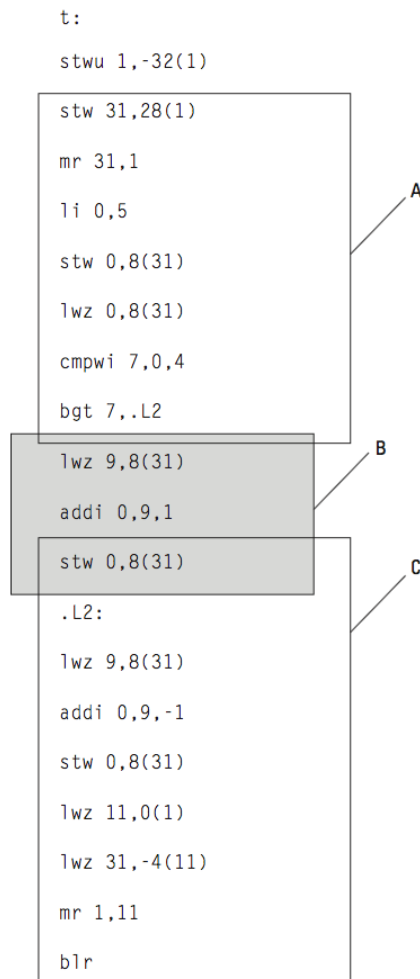 t:
stwu 1,-32(1)
stw 31,28(1)
mr 31,1
li 0,5
stw 0,8(31)
lwz 0,8(31)
cmpwi 7,0,4
bgt 7,.L2
lwz 9,8(31)
addi 0,9,1
stw 0,8(31)
.L2:
lwz 9,8(31)
addi 0,9,-1
stw 0,8(31)
lwz 11,0(1)
lwz 31,-4(11)
mr 1,11
blr
A
B
C